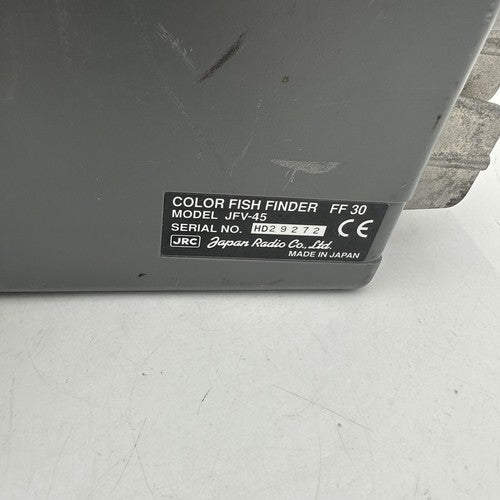 COLOR FISH FINDER FF 30
MODEL JFV-45
SERIAL NO. HD29272 CE
JRC Japan Radio Co., Ltd.
MADE IN JAPAN